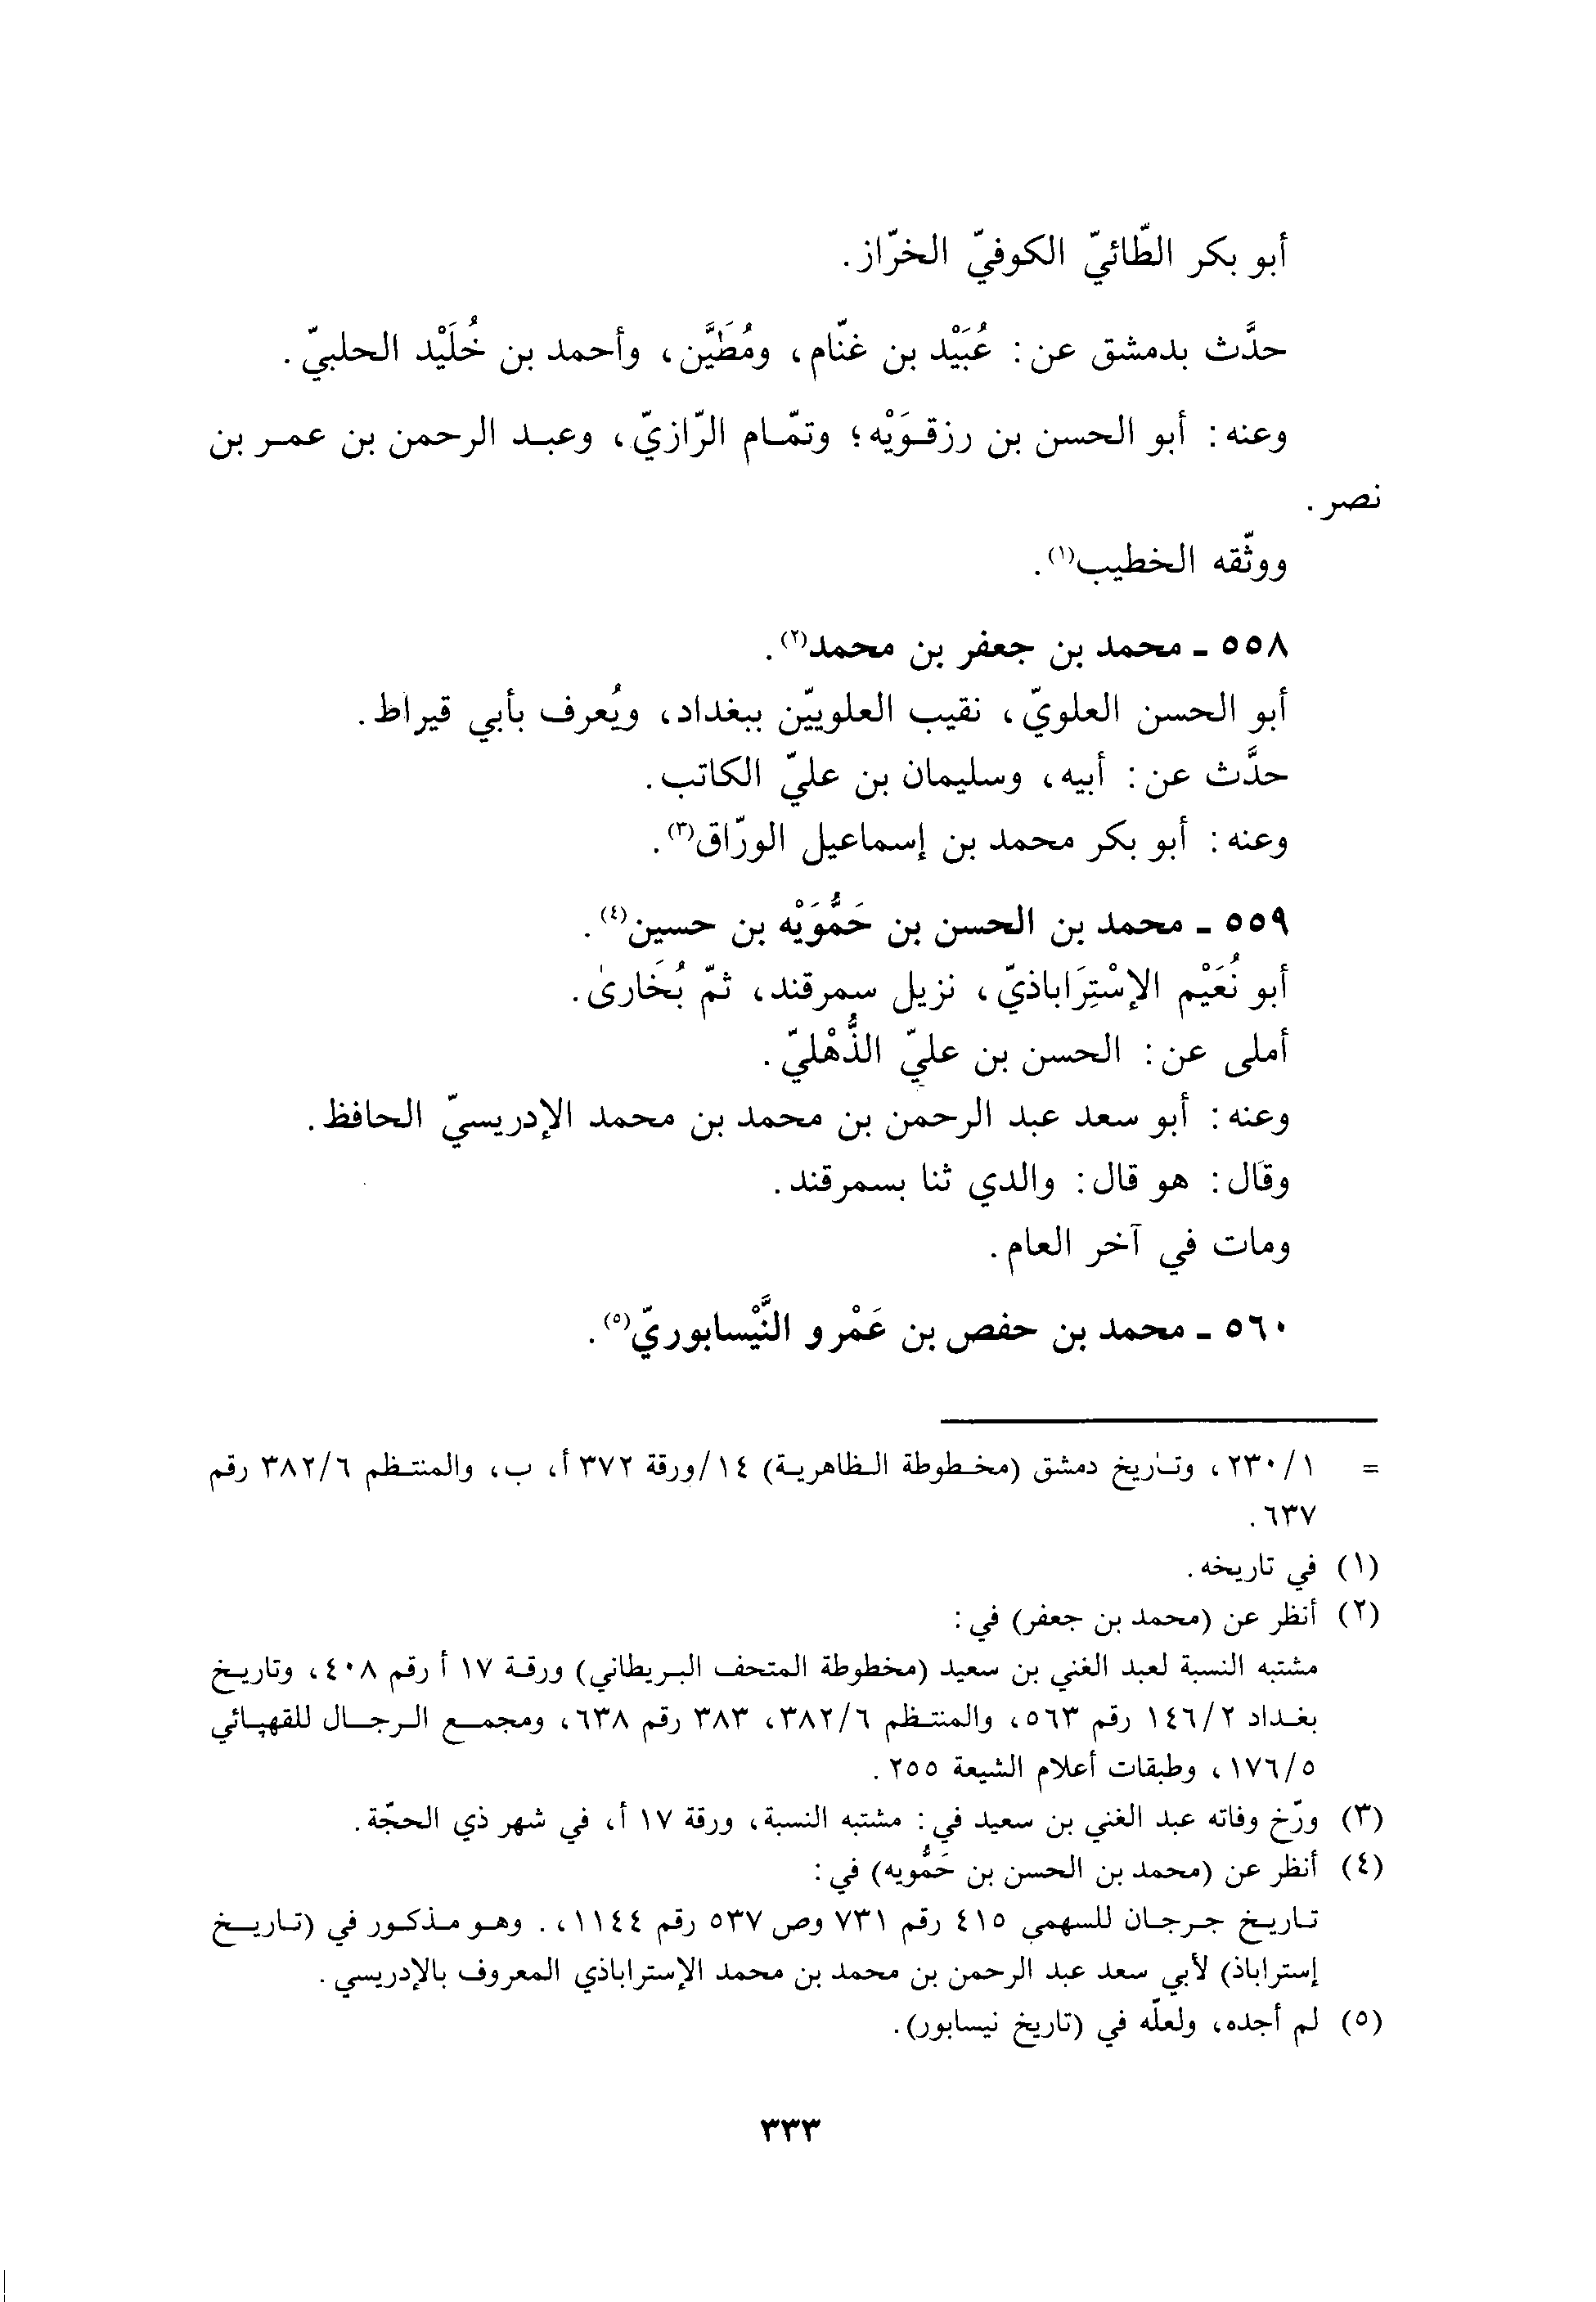 أبو بكر الطّائيّ الكوفيّ الخرّاز.
حدَّث بدمشق عن: عُبَيْد بن غنّام، ومُطَيَّن، وأحمد بن خُلَيْد الحلبيّ.
وعنه: أبو الحسن بن رزقوَيْه؛ وتمّام الرّازيّ، وعبد الرحمن بن عمر بن
نصر.
ووثّقه الخطيب(١).
٥٥٨ - محمد بن جعفر بن محمد(٢).
أبو الحسن العلويّ، نقيب العلوييّن ببغداد، ويُعرف بأبي قيراط.
حدَّث عن: أبيه، وسليمان بن عليّ الكاتب.
وعنه: أبو بكر محمد بن إسماعيل الورّاق(٣).
٥٥٩ - محمد بن الحسن بن حَمُّوَيْه بن حسين(٤).
أبو نُعَيْم الإسْتِرَاباذيّ، نزيل سمرقند، ثمّ بُخَارىٰ.
أملى عن: الحسن بن عليّ الذُّهْليّ.
وعنه: أبو سعد عبد الرحمن بن محمد بن محمد الإدريسيّ الحافظ.
وقال: هو قال: والدي ثنا بسمرقند.
ومات في آخر العام.
٥٦٠ - محمد بن حفص بن عَمْرو النَّيْسابوريّ(٥).
= ٢٣٠/١، وتاريخ دمشق (مخطوطة الظاهرية) ١٤/ورقة ٣٧٢ أ، ب، والمنتظم ٣٨٢/٦ رقم
٦٣٧.
(١) في تاريخه.
(٢) أنظر عن (محمد بن جعفر) في:
مشتبه النسبة لعبد الغني بن سعيد (مخطوطة المتحف البريطاني) ورقة ١٧ أ رقم ٤٠٨، وتاريخ
بغداد ١٤٦/٢ رقم ٥٦٣، والمنتظم ٣٨٢/٦، ٣٨٣ رقم ٦٣٨، ومجمع الرجال للقهپائي
١٧٦/٥، وطبقات أعلام الشيعة ٢٥٥.
(٣) ورّخ وفاته عبد الغني بن سعيد في: مشتبه النسبة، ورقة ١٧ أ، في شهر ذي الحجّة.
(٤) أنظر عن (محمد بن الحسن بن حَمُّويه) في:
تاريخ جرجان للسهمي ٤١٥ رقم ٧٣١ وص ٥٣٧ رقم ١١٤٤،. وهو مذكور في (تاريخ
إستراباذ) لأبي سعد عبد الرحمن بن محمد بن محمد الإستراباذي المعروف بالإدريسي.
(٥) لم أجده، ولعلّه في (تاريخ نيسابور).
٣٣٣